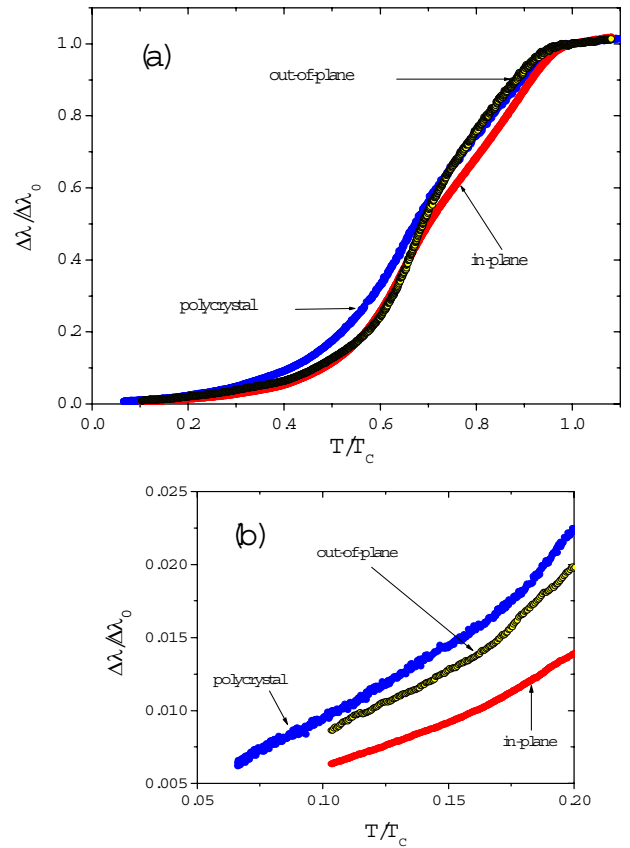 (a)
1.0
0.8
0.6
0.4
0.2
0.0
Δλ/Δλ₀
out-of-plane
in-plane
polycrystal
0.0 0.2 0.4 0.6 0.8 1.0
T/T_C
(b)
0.025
0.020
0.015
0.010
0.005
Δλ/Δλ₀
out-of-plane
polycrystal
in-plane
0.05 0.10 0.15 0.20
T/T_C